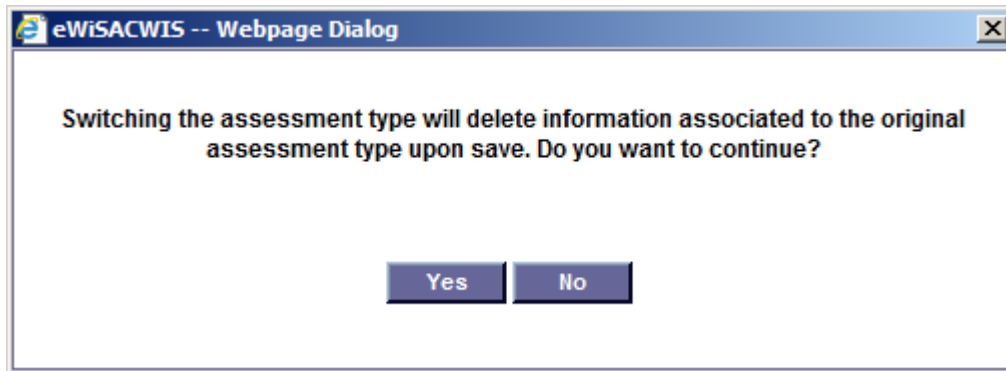 eWiSACWIS -- Webpage Dialog
Switching the assessment type will delete information associated to the original
assessment type upon save. Do you want to continue?
Yes No